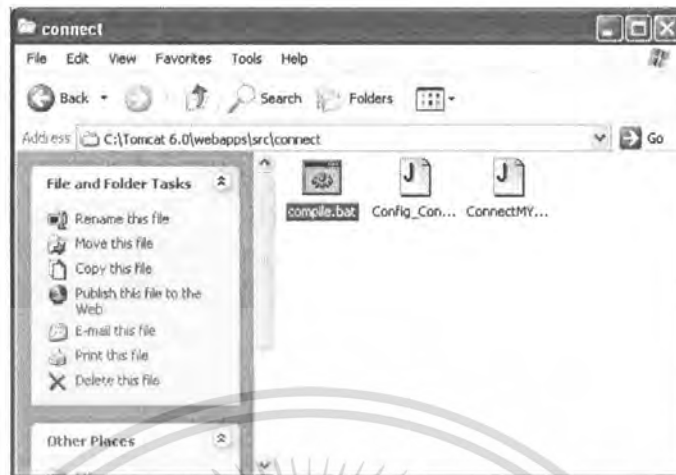 connect
File Edit View Favorites Tools Help
Back Search Folders
Address C:\Tomcat 6.0\webapps\src\connect Go
File and Folder Tasks
Rename this file
Move this file
Copy this file
Publish this file to the
Web
E-mail this file
Print this file
Delete this file
Other Places
compile.bat Config_Con... ConnectMY...